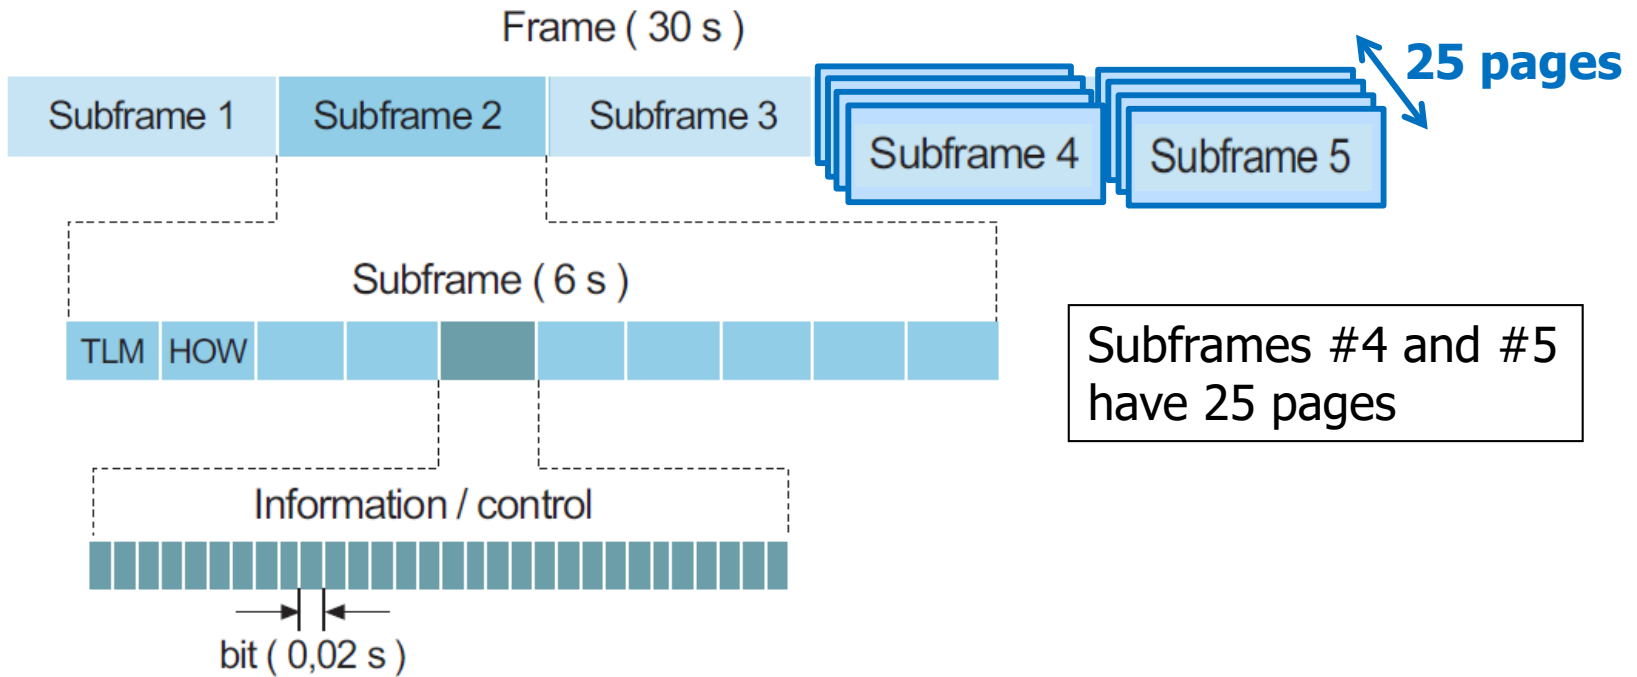 Frame ( 30 s )
25 pages
Subframe 1
Subframe 2
Subframe 3
Subframe 4
Subframe 5
Subframe ( 6 s )
TLM
HOW
Subframes #4 and #5
have 25 pages
Information / control
bit ( 0,02 s )